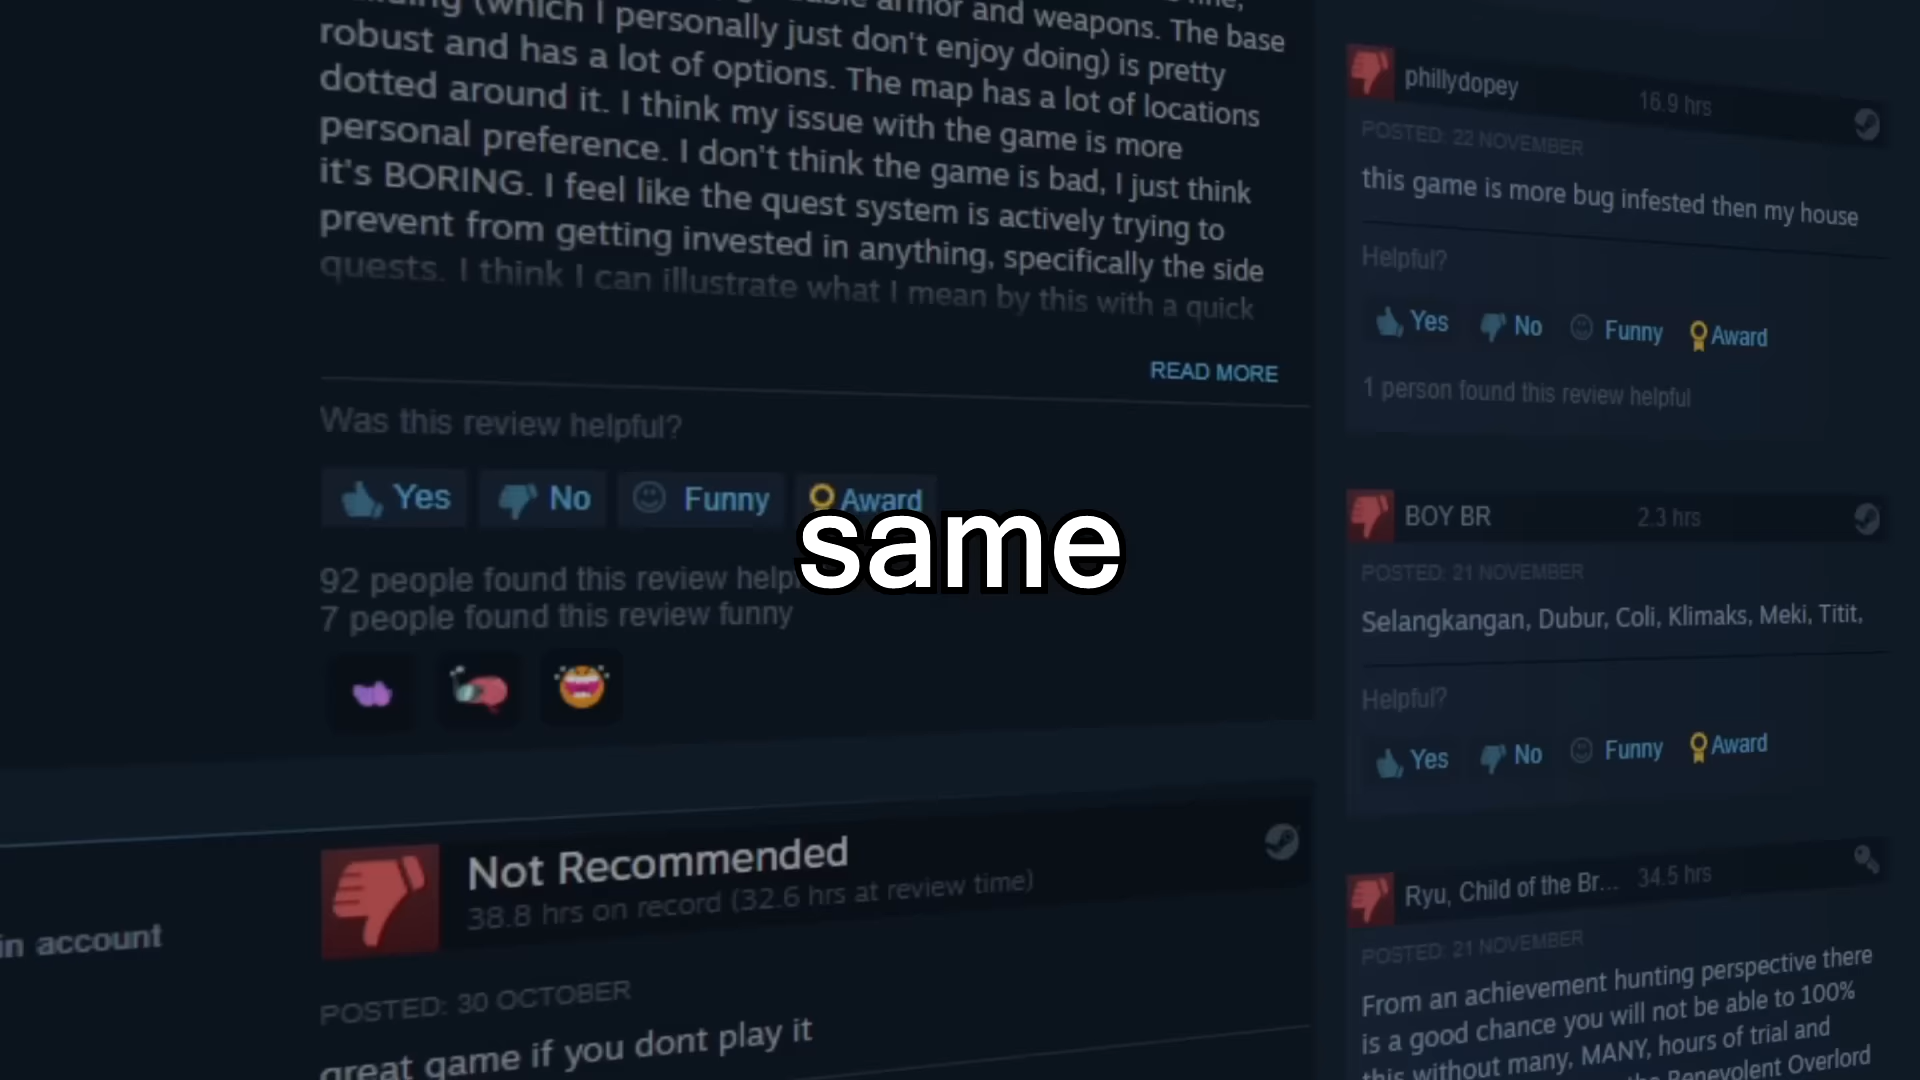 armor and weapons. The base
(which I personally just don't enjoy doing) is pretty
robust and has a lot of options. The map has a lot of locations
dotted around it. I think my issue with the game is more
personal preference. I don't think the game is bad, I just think
it's BORING. I feel like the quest system is actively trying to
prevent from getting invested in anything, specifically the side
quests. I think I can illustrate what I mean by this with a quick
READ MORE
Was this review helpful?
Yes No Funny Award
same
92 people found this review
7 people found this review funny
in account
Not Recommended
38.8 hrs on record (32.6 hrs at review time)
POSTED: 30 OCTOBER
great game if you dont play it
phillydopey 16.9 hrs
POSTED: 22 NOVEMBER
this game is more bug infested then my house
Helpful?
Yes No Funny Award
1 person found this review helpful
BOY BR 2.3 hrs
POSTED: 21 NOVEMBER
Selangkangan, Dubur, Coli, Klimaks, Meki, Titit,
Helpful?
Yes No Funny Award
Ryu, Child of the Br... 34.5 hrs
POSTED: 21 NOVEMBER
From an achievement hunting perspective there
is a good chance you will not be able to 100%
this without many, MANY, hours of trial and
Benevolent Overlord